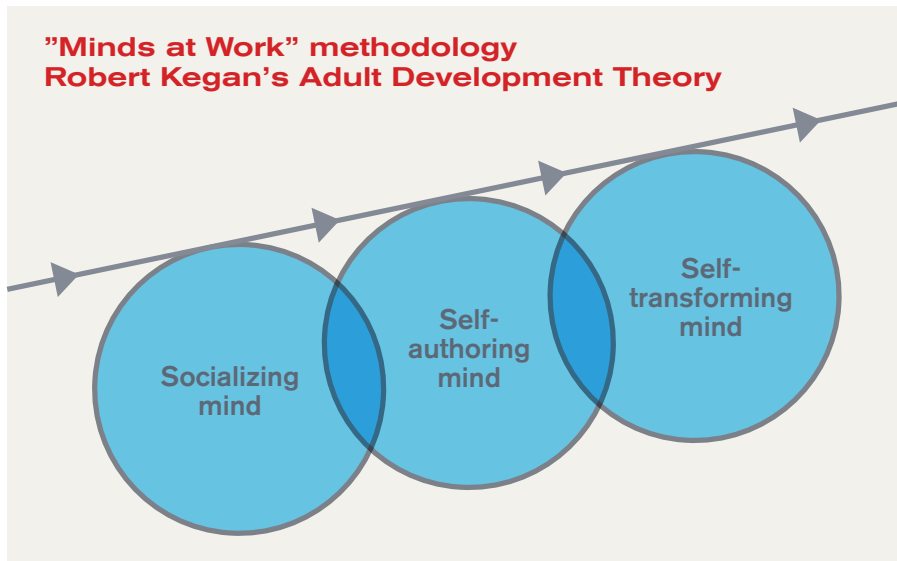 ”Minds at Work” methodology
Robert Kegan’s Adult Development Theory
Socializing
mind
Self-
authoring
mind
Self-
transforming
mind